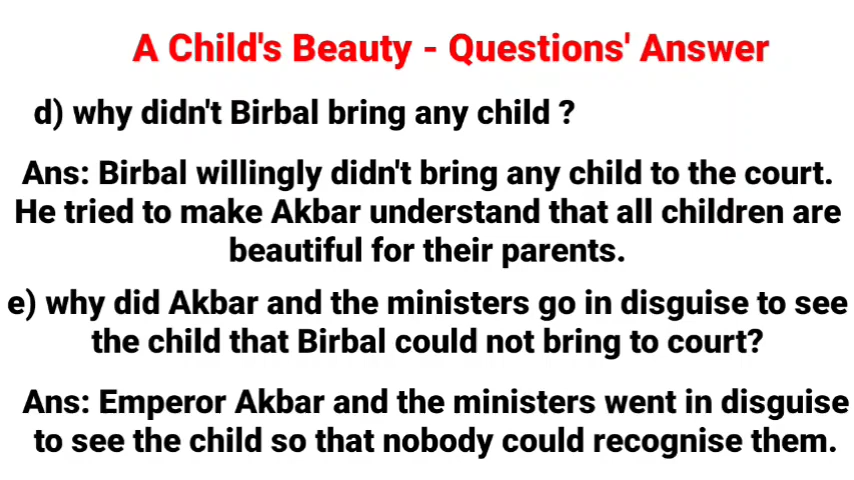 A Child's Beauty - Questions' Answer
d) why didn't Birbal bring any child ?
Ans: Birbal willingly didn't bring any child to the court.
He tried to make Akbar understand that all children are
beautiful for their parents.
e) why did Akbar and the ministers go in disguise to see
the child that Birbal could not bring to court?
Ans: Emperor Akbar and the ministers went in disguise
to see the child so that nobody could recognise them.